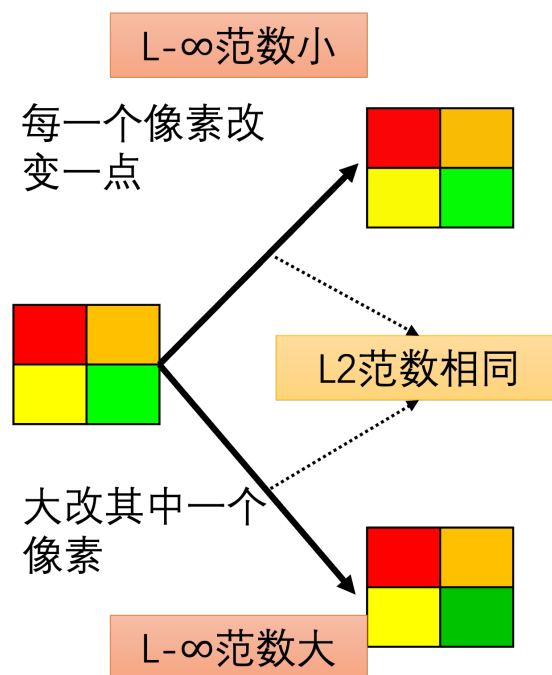 L-∞范数小
每一个像素改
变一点
L2范数相同
大改其中一个
像素
L-∞范数大